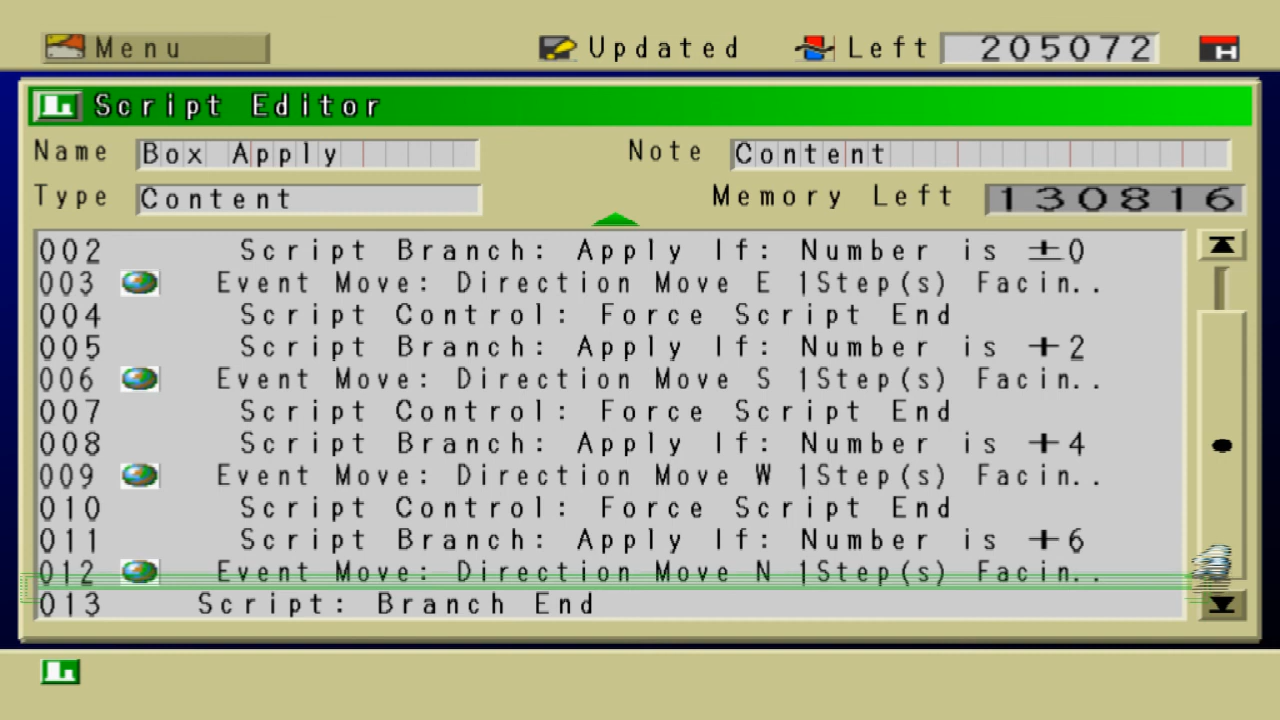 Menu Updated Left 205072
Script Editor
Name Box Apply Note Content
Type Content Memory Left 130816
002 Script Branch: Apply If: Number is ±0
003 Event Move: Direction Move E 1Step(s) Facin..
004 Script Control: Force Script End
005 Script Branch: Apply If: Number is +2
006 Event Move: Direction Move S 1Step(s) Facin..
007 Script Control: Force Script End
008 Script Branch: Apply If: Number is +4
009 Event Move: Direction Move W 1Step(s) Facin..
010 Script Control: Force Script End
011 Script Branch: Apply If: Number is +6
012 Event Move: Direction Move N 1Step(s) Facin..
013 Script: Branch End